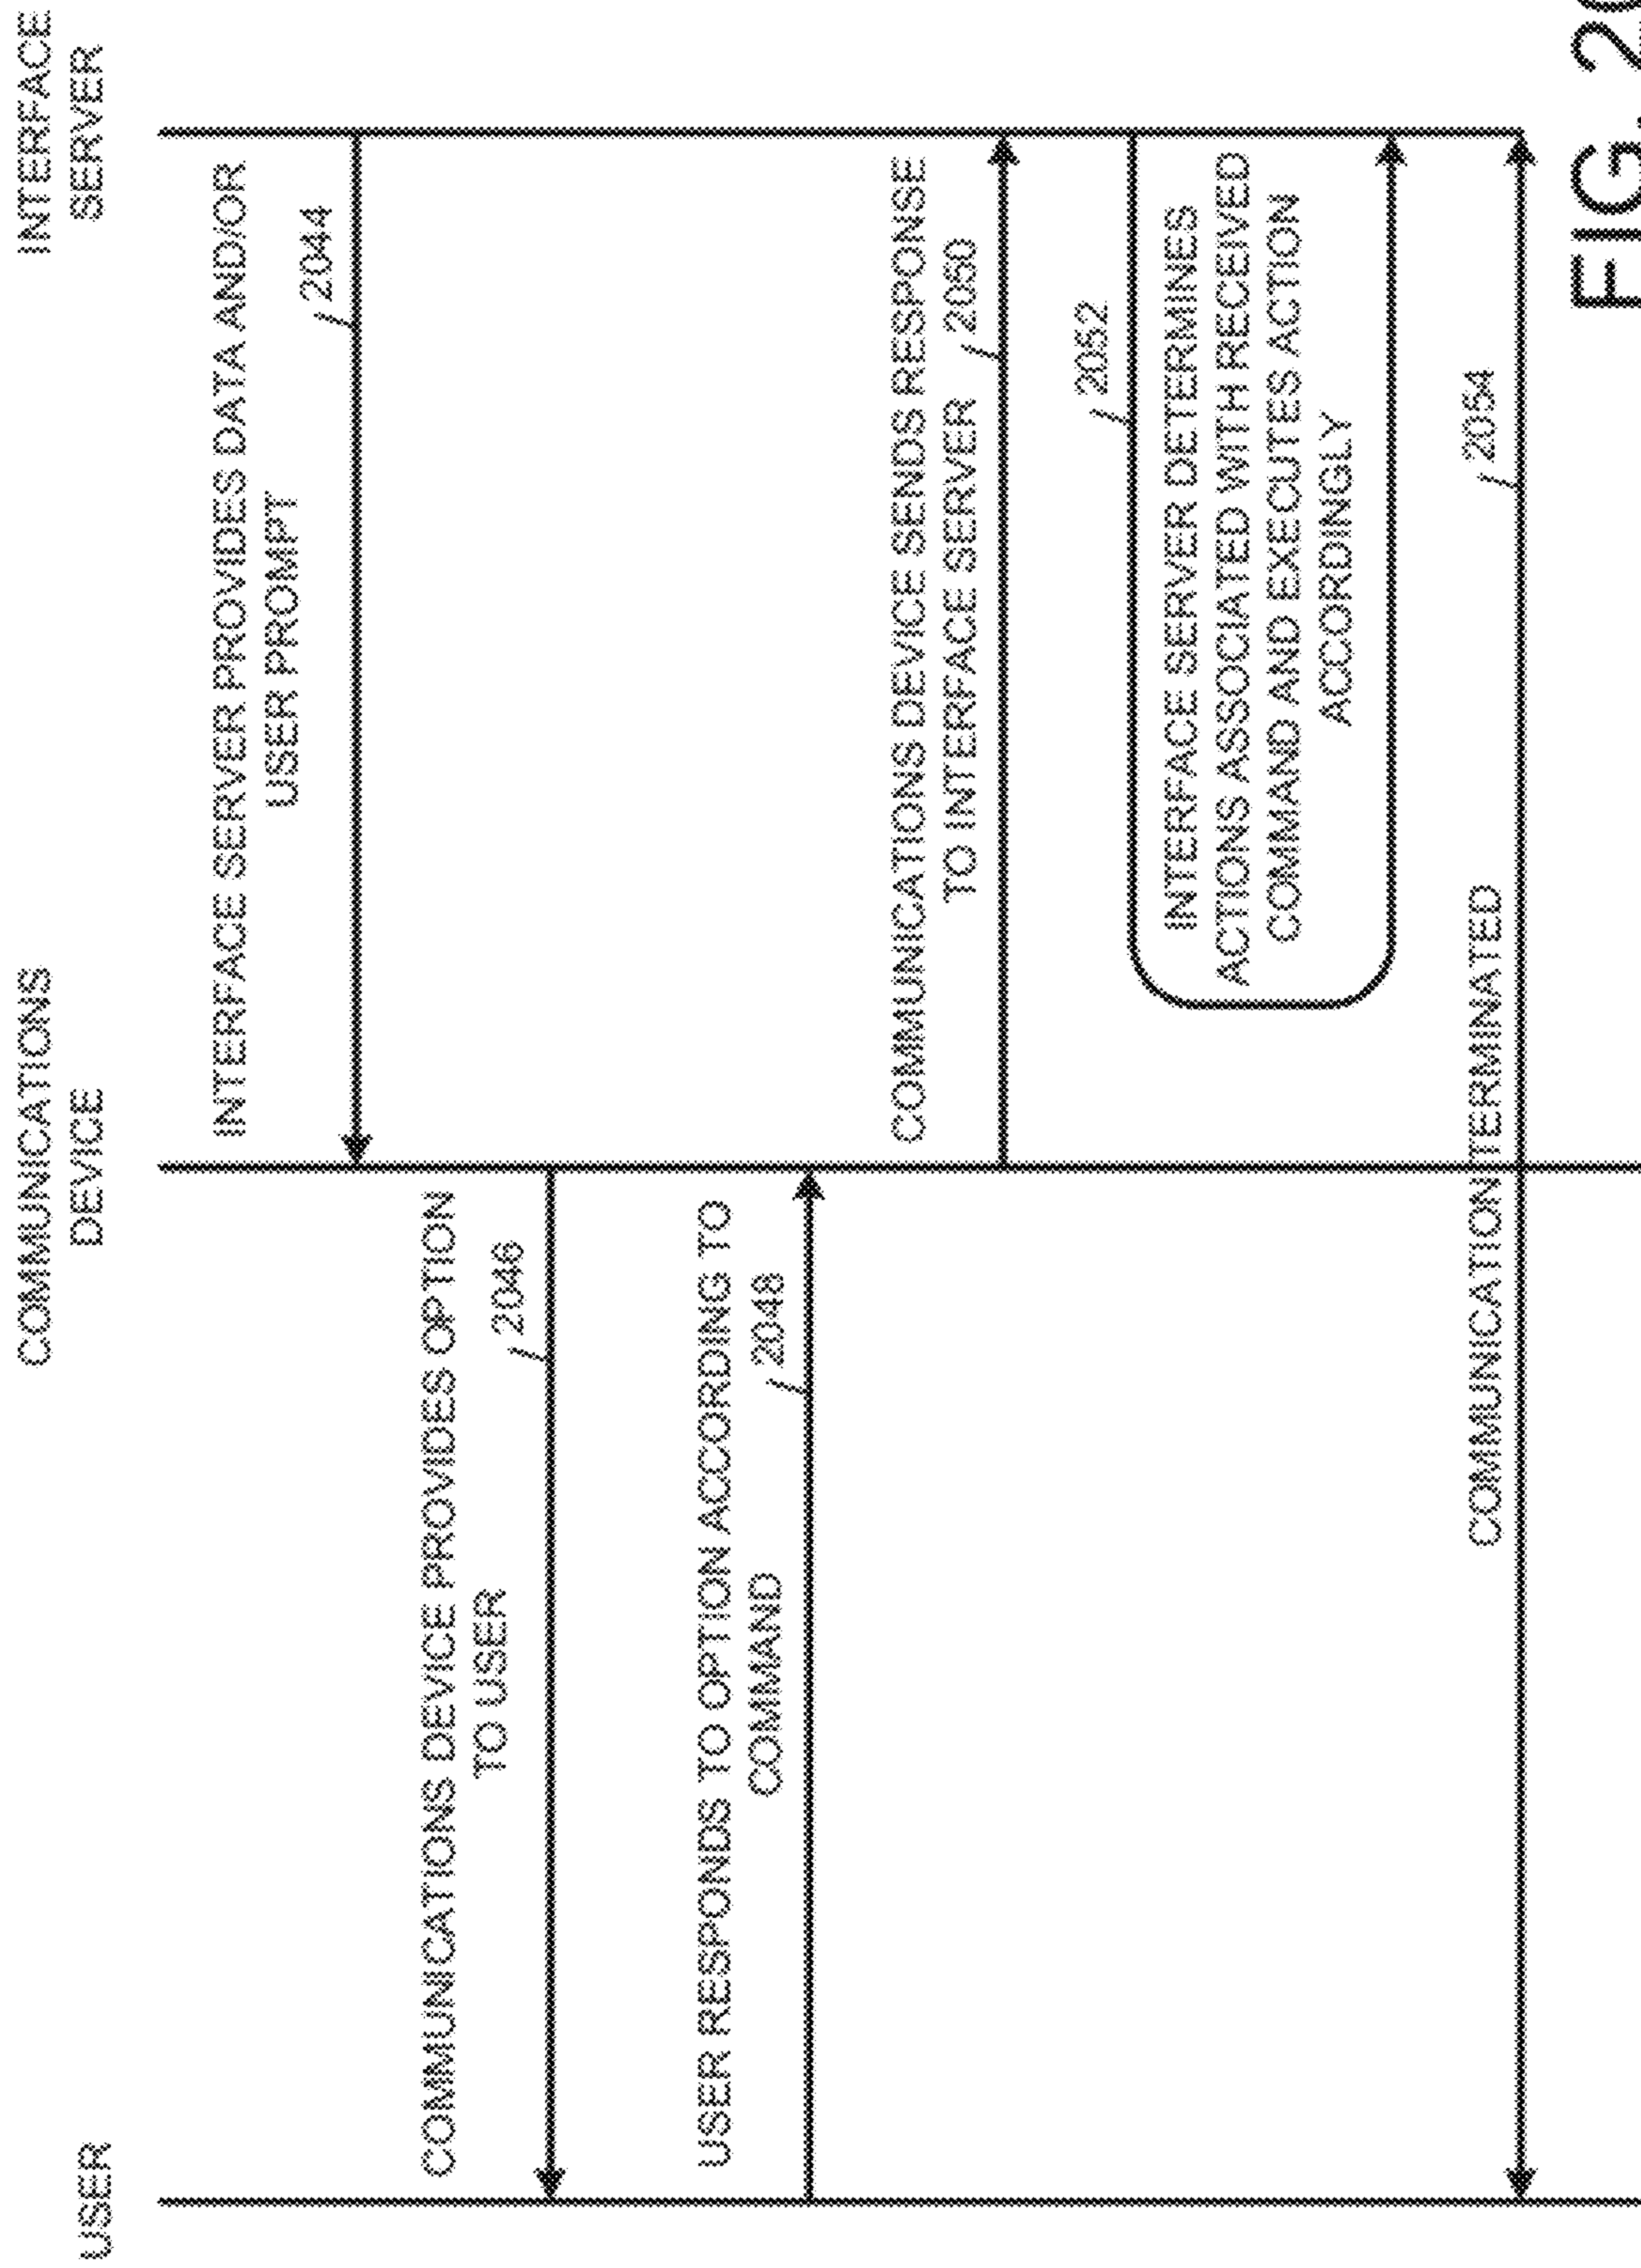 USER
COMMUNICATIONS
DEVICE
INTERFACE
SERVER
INTERFACE SERVER PROVIDES DATA AND/OR
USER PROMPT
2044
COMMUNICATIONS DEVICE PROVIDES OPTION
TO USER
2046
USER RESPONDS TO OPTION ACCORDING TO
COMMAND
2048
COMMUNICATIONS DEVICE SENDS RESPONSE
TO INTERFACE SERVER
2050
2052
INTERFACE SERVER DETERMINES
ACTIONS ASSOCIATED WITH RECEIVED
COMMAND AND EXECUTES ACTION
ACCORDINGLY
COMMUNICATION TERMINATED
2054
FIG.